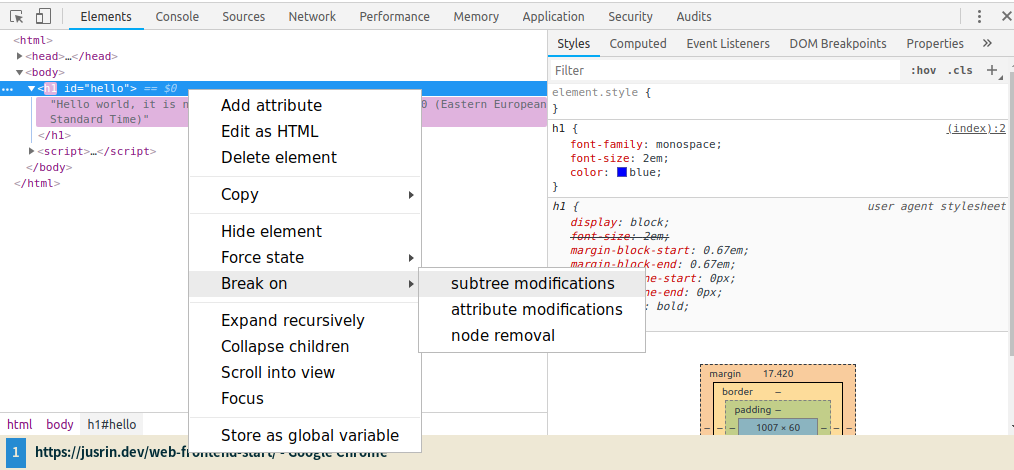 Elements Console Sources Network Performance Memory Application Security Audits
<html>
<head>…</head>
<body>
<h1 id="hello"> == $0
"Hello world, it is n
0 (Eastern European
Standard Time)"
</h1>
<script>…</script>
</body>
</html>
html body h1#hello
Add attribute
Edit as HTML
Delete element
Copy
Hide element
Force state
Break on
Expand recursively
Collapse children
Scroll into view
Focus
Store as global variable
subtree modifications
attribute modifications
node removal
Styles Computed Event Listeners DOM Breakpoints Properties »
Filter :hov .cls +
element.style {
}
h1 { (index):2
font-family: monospace;
font-size: 2em;
color: blue;
}
h1 { user agent stylesheet
display: block;
font-size: 2em;
margin-block-start: 0.67em;
margin-block-end: 0.67em;
ne-start: 0px;
ne-end: 0px;
: bold;
margin 17.420
border –
padding –
– – – 1007 × 60 – – –
1 https://jusrin.dev/web-frontend-start/ - Google Chrome